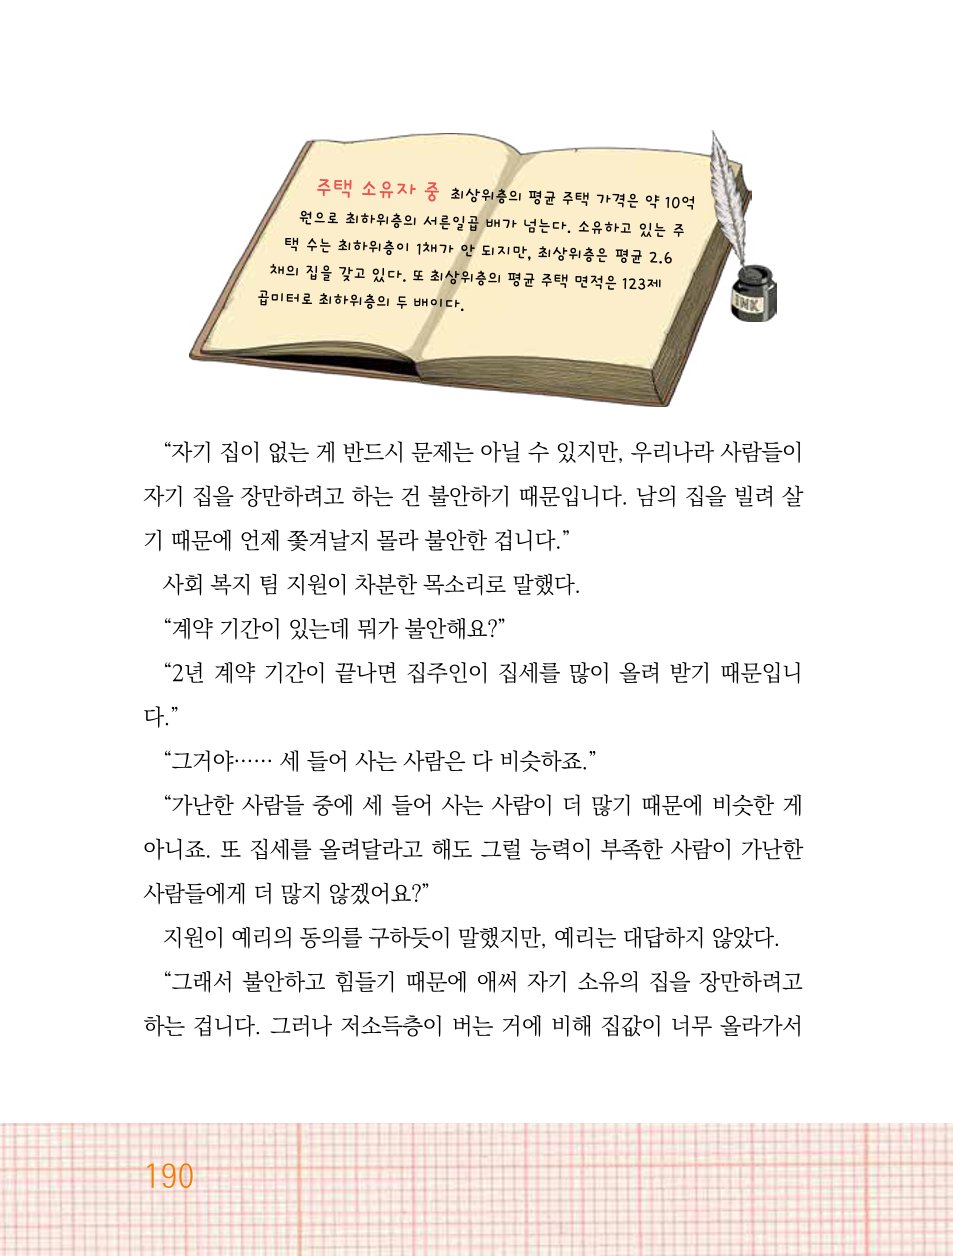 주택 소유자 중 최상위층의 평균 주택 가격은 약 10억
원으로 최하위층의 서른일곱 배가 넘는다. 소유하고 있는 주
택 수는 최하위층이 1채가 안 되지만, 최상위층은 평균 2.6
채의 집을 갖고 있다. 또 최상위층의 평균 주택 면적은 123제
곱미터로 최하위층의 두 배이다.
INK
“자기 집이 없는 게 반드시 문제는 아닐 수 있지만, 우리나라 사람들이
자기 집을 장만하려고 하는 건 불안하기 때문입니다. 남의 집을 빌려 살
기 때문에 언제 쫓겨날지 몰라 불안한 겁니다.”
사회 복지 팀 지원이 차분한 목소리로 말했다.
“계약 기간이 있는데 뭐가 불안해요?”
“2년 계약 기간이 끝나면 집주인이 집세를 많이 올려 받기 때문입니
다.”
“그거야…… 세 들어 사는 사람은 다 비슷하죠.”
“가난한 사람들 중에 세 들어 사는 사람이 더 많기 때문에 비슷한 게
아니죠. 또 집세를 올려달라고 해도 그럴 능력이 부족한 사람이 가난한
사람들에게 더 많지 않겠어요?”
지원이 예리의 동의를 구하듯이 말했지만, 예리는 대답하지 않았다.
“그래서 불안하고 힘들기 때문에 애써 자기 소유의 집을 장만하려고
하는 겁니다. 그러나 저소득층이 버는 거에 비해 집값이 너무 올라가서
190